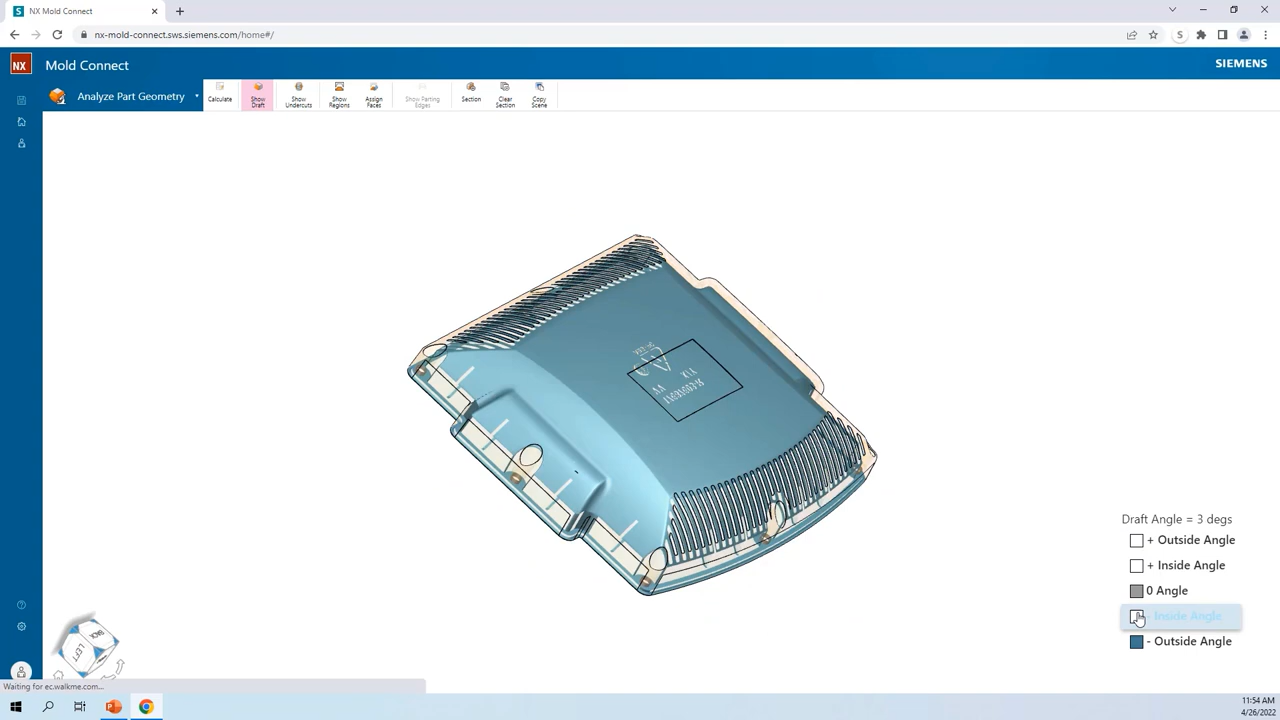 NX Mold Connect
nx-mold-connect.sws.siemens.com/home#/
NX
Mold Connect
SIEMENS
Analyze Part Geometry
Calculate
Show Draft
Show Undercuts
Show Regions
Assign Faces
Show Parting Edges
Section
Clear Section
Copy Scene
Draft Angle = 3 degs
+ Outside Angle
+ Inside Angle
0 Angle
- Inside Angle
- Outside Angle
BACK
LEFT
Waiting for ec.walkme.com...
11:54 AM
4/26/2022